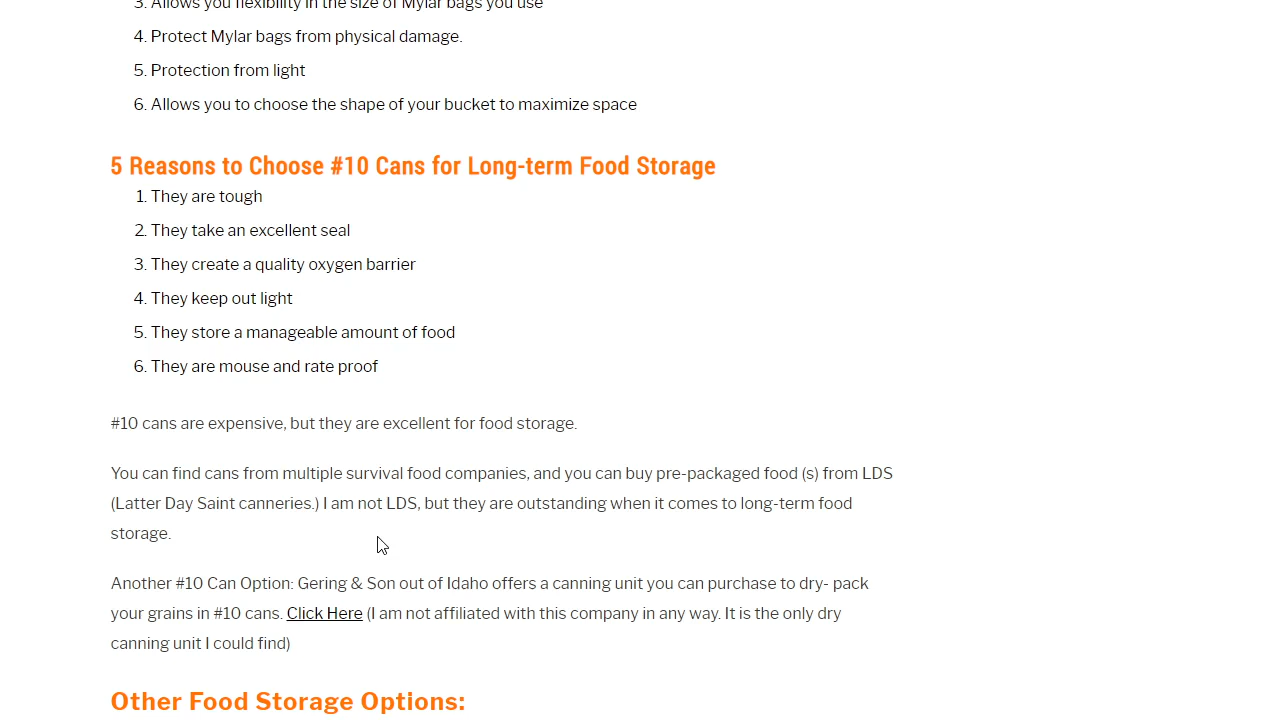 3. Allows you flexibility in the size of Mylar bags you use
4. Protect Mylar bags from physical damage.
5. Protection from light
6. Allows you to choose the shape of your bucket to maximize space
5 Reasons to Choose #10 Cans for Long-term Food Storage
1. They are tough
2. They take an excellent seal
3. They create a quality oxygen barrier
4. They keep out light
5. They store a manageable amount of food
6. They are mouse and rate proof
#10 cans are expensive, but they are excellent for food storage.
You can find cans from multiple survival food companies, and you can buy pre-packaged food (s) from LDS
(Latter Day Saint canneries.) I am not LDS, but they are outstanding when it comes to long-term food
storage.
Another #10 Can Option: Gering & Son out of Idaho offers a canning unit you can purchase to dry- pack
your grains in #10 cans. Click Here (I am not affiliated with this company in any way. It is the only dry
canning unit I could find)
Other Food Storage Options: